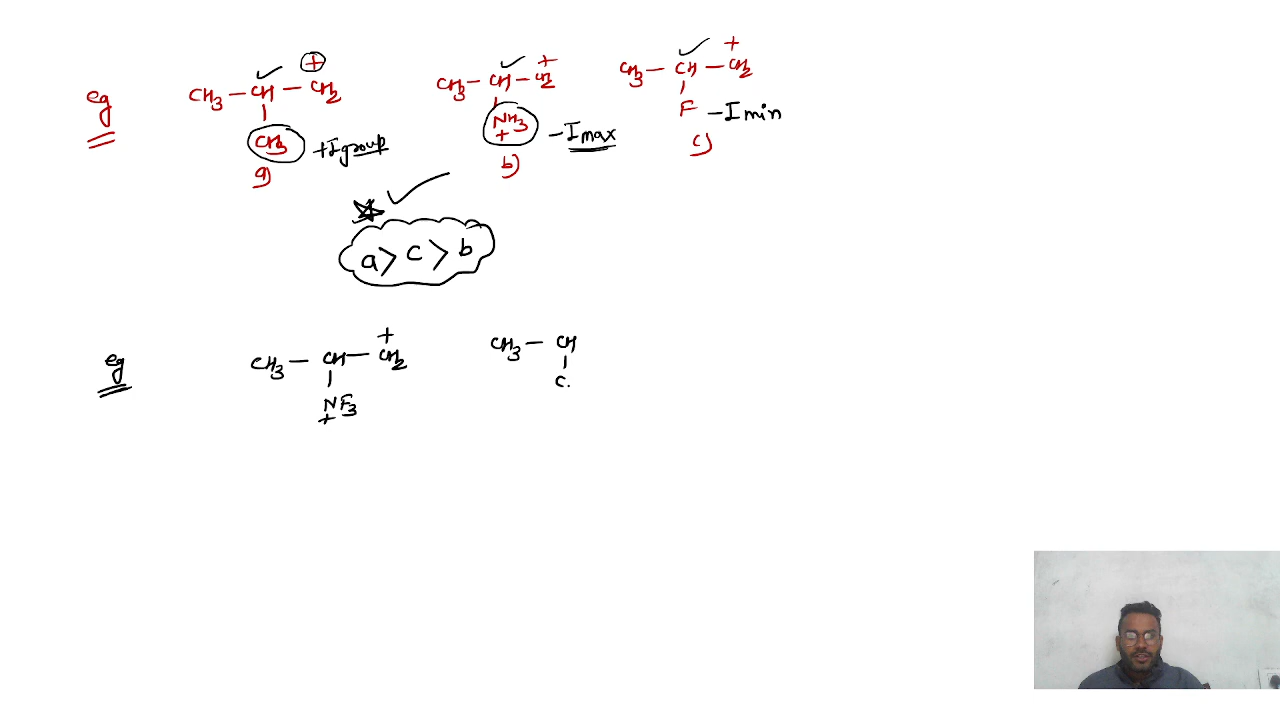 eg
CH3 – CH – CH2 +
CH3 +I group
a)
CH3 – CH – CH2 +
NH3 + – I max
b)
CH3 – CH – CH2 +
F – I min
c)
a > c > b
eg
CH3 – CH – CH2 +
NF3 +
CH3 – CH
C.